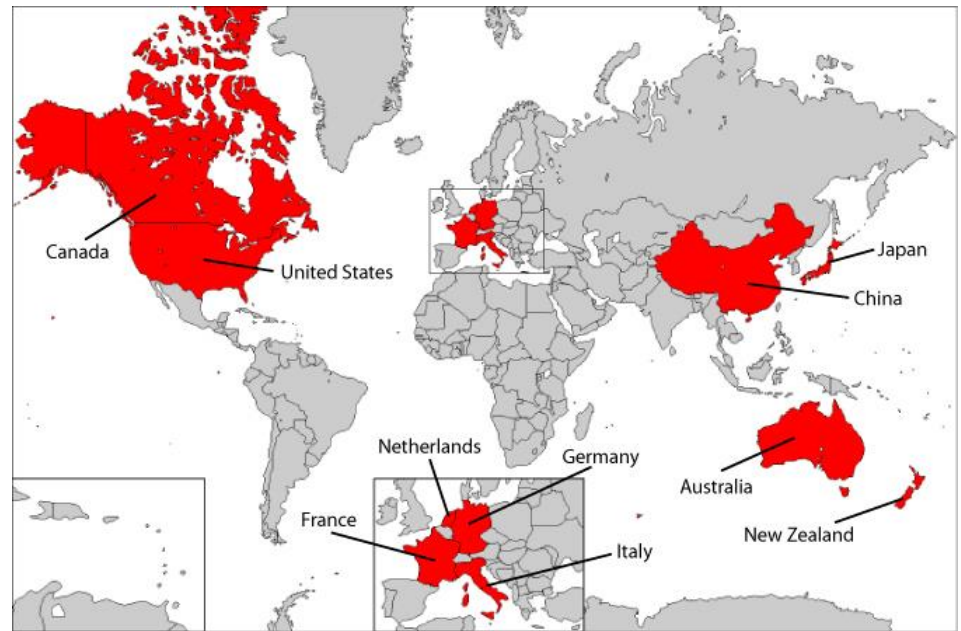 Canada
United States
Japan
China
Netherlands
Germany
Australia
France
New Zealand
Italy